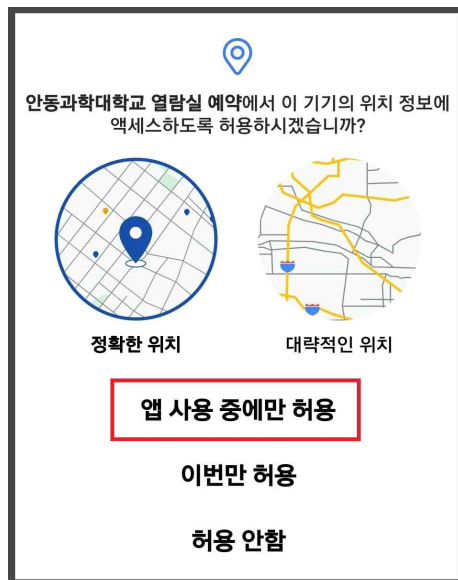 안동과학대학교 열람실 예약에서 이 기기의 위치 정보에
액세스하도록 허용하시겠습니까?
정확한 위치
대략적인 위치
앱 사용 중에만 허용
이번만 허용
허용 안함